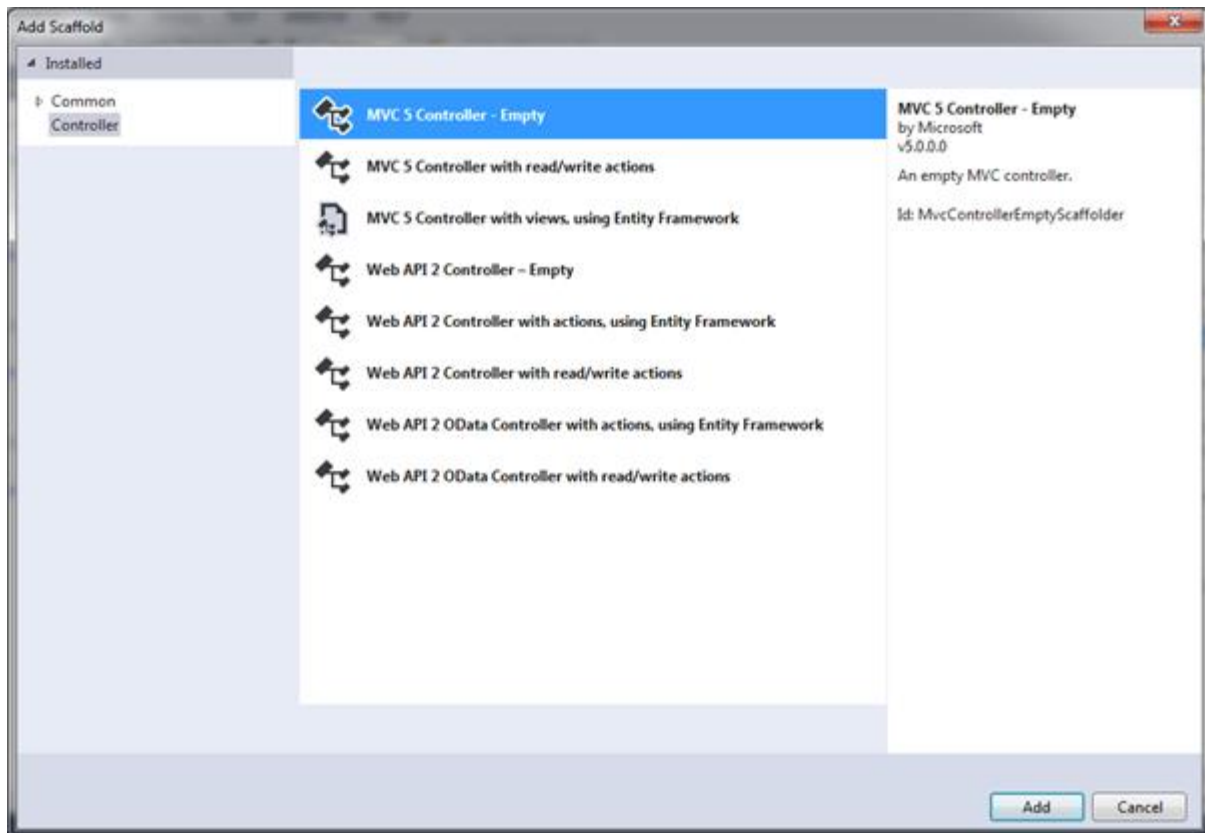 Add Scaffold
Installed
Common
Controller
MVC 5 Controller - Empty
MVC 5 Controller with read/write actions
MVC 5 Controller with views, using Entity Framework
Web API 2 Controller – Empty
Web API 2 Controller with actions, using Entity Framework
Web API 2 Controller with read/write actions
Web API 2 OData Controller with actions, using Entity Framework
Web API 2 OData Controller with read/write actions
MVC 5 Controller - Empty
by Microsoft
v5.0.0.0
An empty MVC controller.
Id: MvcControllerEmptyScaffolder
Add
Cancel